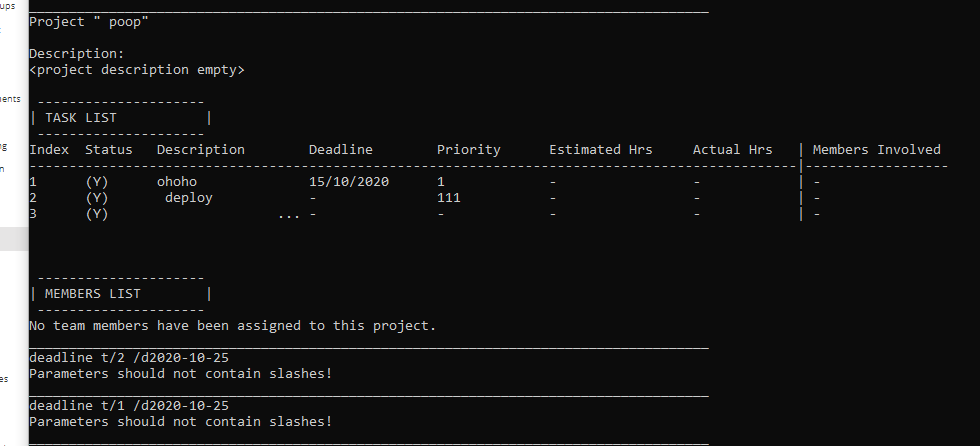 ups
Project " poop"
Description:
<project description empty>
ents
| TASK LIST |
Index Status Description Deadline Priority Estimated Hrs Actual Hrs | Members Involved
1 (Y) ohoho 15/10/2020 1 - - | -
2 (Y) deploy - 111 - - | -
3 (Y) ... - - - - | -
| MEMBERS LIST |
No team members have been assigned to this project.
deadline t/2 /d2020-10-25
Parameters should not contain slashes!
es
deadline t/1 /d2020-10-25
Parameters should not contain slashes!